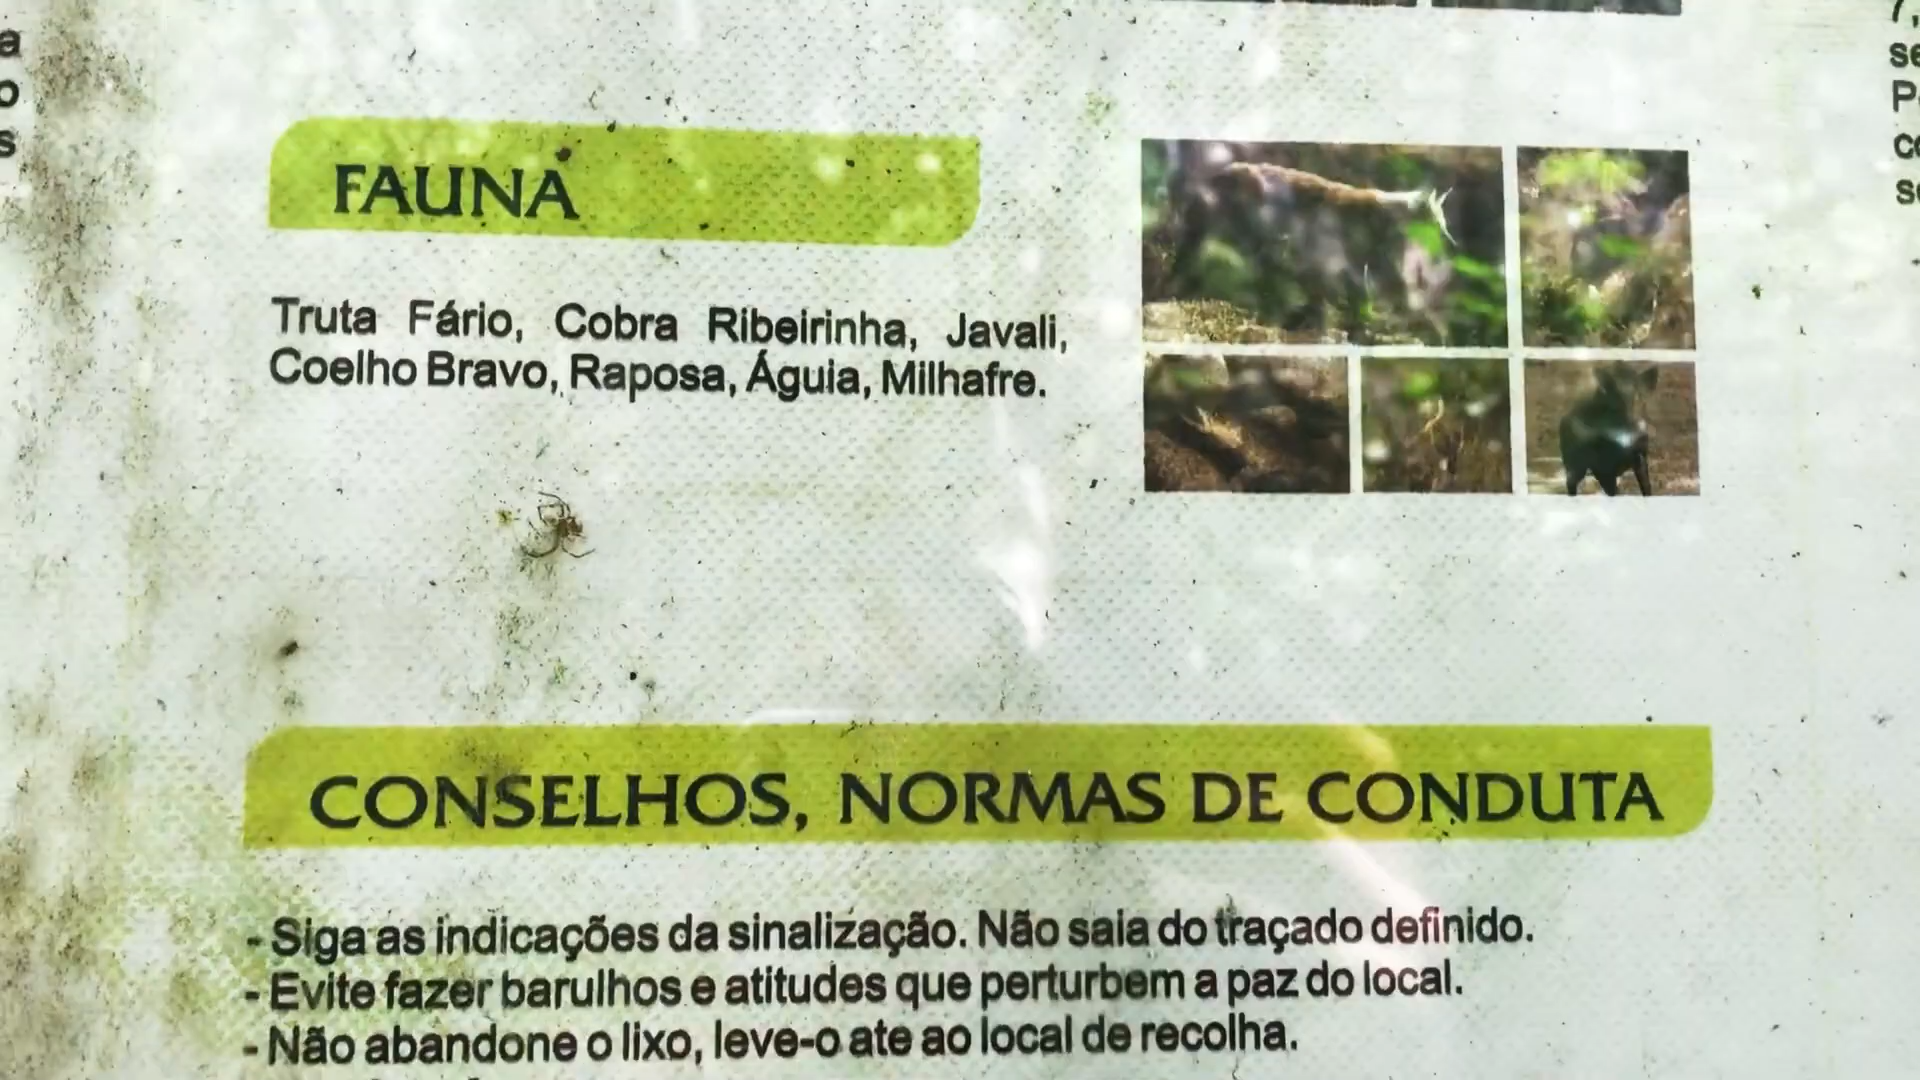 FAUNA
Truta Fário, Cobra Ribeirinha, Javali,
Coelho Bravo, Raposa, Águia, Milhafre.
CONSELHOS, NORMAS DE CONDUTA
- Siga as indicações da sinalização. Não saia do traçado definido.
- Evite fazer barulhos e atitudes que perturbem a paz do local.
- Não abandone o lixo, leve-o ate ao local de recolha.